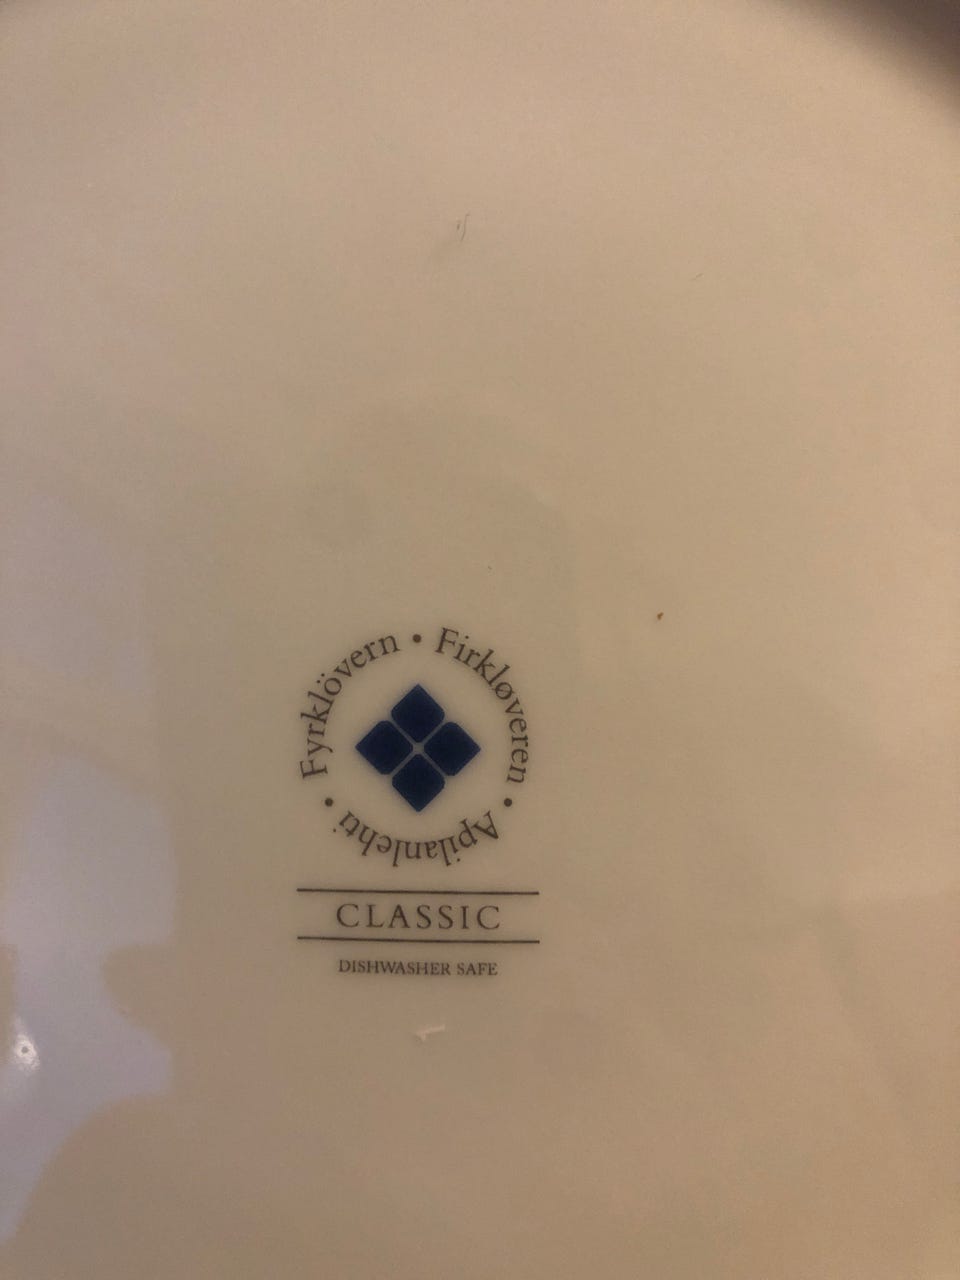 Fyrklövern • Firkløveren • Apilanlehti •
CLASSIC
DISHWASHER SAFE